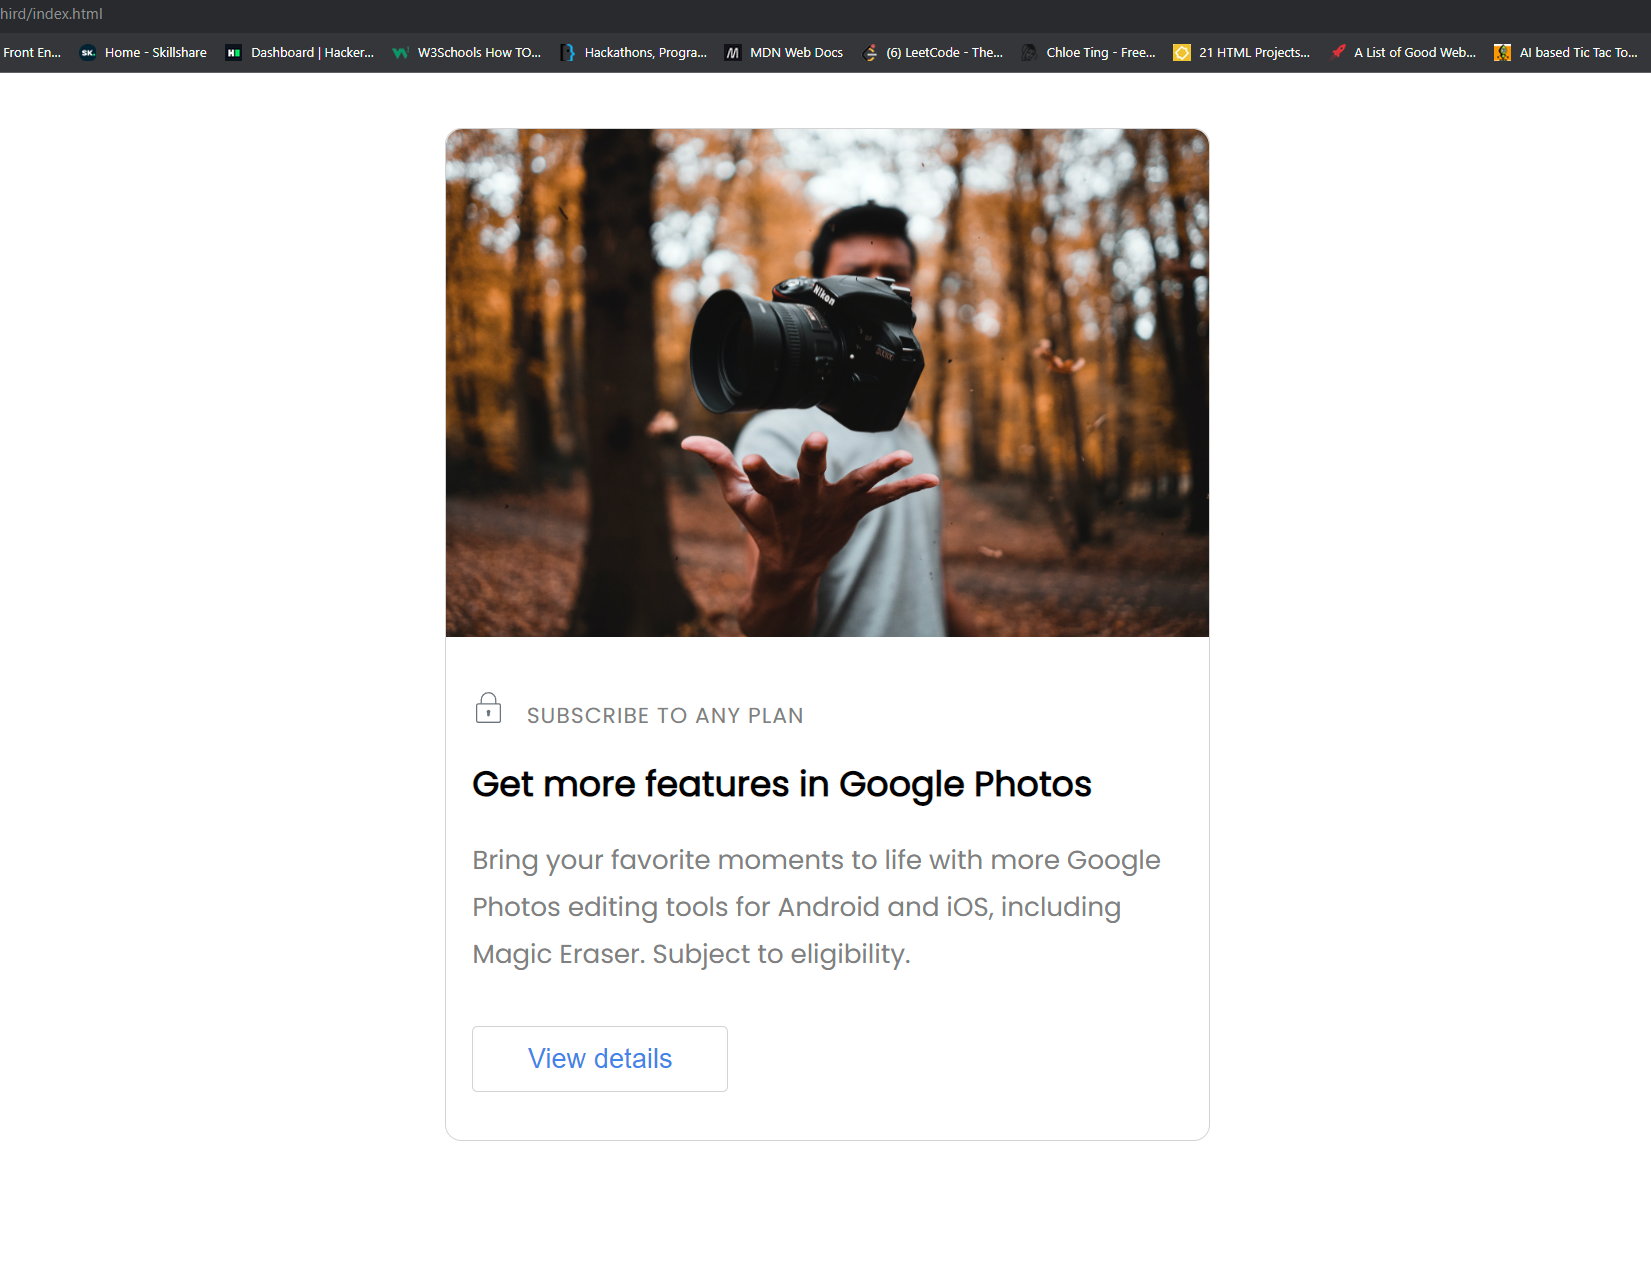 hird/index.html
Front En... SK. Home - Skillshare H Dashboard | Hacker... W3Schools How TO... Hackathons, Progra... M MDN Web Docs (6) LeetCode - The... Chloe Ting - Free... 21 HTML Projects... A List of Good Web... AI based Tic Tac To...
Nikon
SUBSCRIBE TO ANY PLAN
Get more features in Google Photos
Bring your favorite moments to life with more Google
Photos editing tools for Android and iOS, including
Magic Eraser. Subject to eligibility.
View details